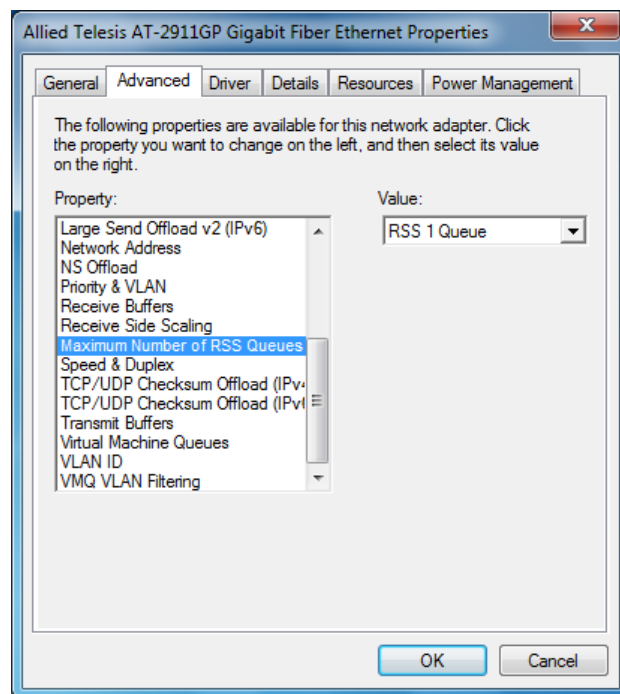 Allied Telesis AT-2911GP Gigabit Fiber Ethernet Properties
General Advanced Driver Details Resources Power Management
The following properties are available for this network adapter. Click
the property you want to change on the left, and then select its value
on the right.
Property:
Value:
Large Send Offload v2 (IPv6)
Network Address
NS Offload
Priority & VLAN
Receive Buffers
Receive Side Scaling
Maximum Number of RSS Queues
Speed & Duplex
TCP/UDP Checksum Offload (IPv4
TCP/UDP Checksum Offload (IPv6
Transmit Buffers
Virtual Machine Queues
VLAN ID
VMQ VLAN Filtering
RSS 1 Queue
OK
Cancel